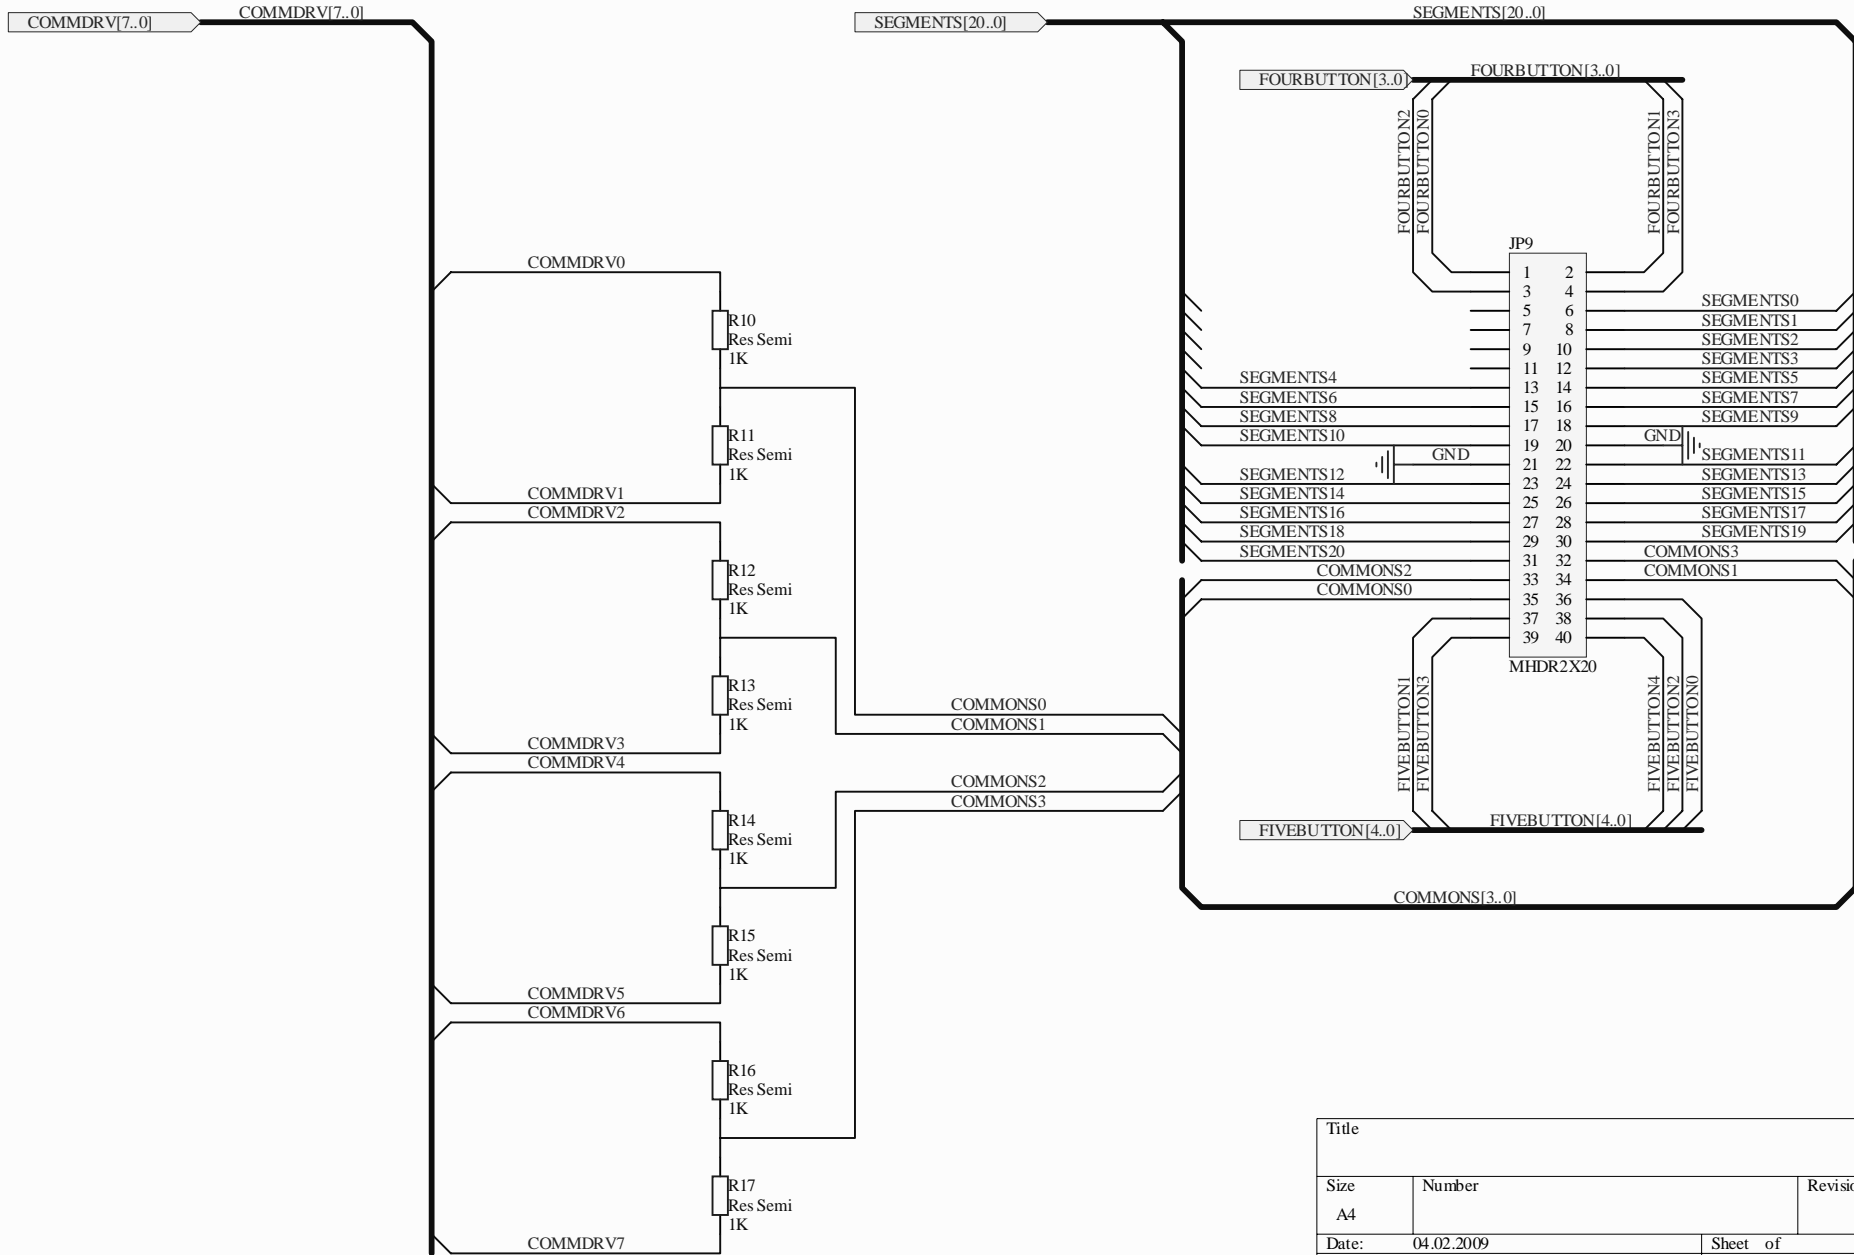 COMMDRV[7..0]
COMMDRV[7..0]
SEGMENTS[20..0]
SEGMENTS[20..0]
FOURBUTTON[3..0]
FOURBUTTON[3..0]
FOURBUTTON2
FOURBUTTON0
FOURBUTTON1
FOURBUTTON3
COMMDRV0
R10
Res Semi
1K
R11
Res Semi
1K
COMMDRV1
COMMDRV2
R12
Res Semi
1K
R13
Res Semi
1K
COMMDRV3
COMMDRV4
R14
Res Semi
1K
R15
Res Semi
1K
COMMDRV5
COMMDRV6
R16
Res Semi
1K
R17
Res Semi
1K
COMMDRV7
COMMONS0
COMMONS1
COMMONS2
COMMONS3
JP9
1 2
3 4
5 6 SEGMENTS0
7 8 SEGMENTS1
9 10 SEGMENTS2
11 12 SEGMENTS3
SEGMENTS4 13 14 SEGMENTS5
SEGMENTS6 15 16 SEGMENTS7
SEGMENTS8 17 18 SEGMENTS9
SEGMENTS10 19 20 GND
GND 21 22 SEGMENTS11
SEGMENTS12 23 24 SEGMENTS13
SEGMENTS14 25 26 SEGMENTS15
SEGMENTS16 27 28 SEGMENTS17
SEGMENTS18 29 30 SEGMENTS19
SEGMENTS20 31 32 COMMONS3
COMMONS2 33 34 COMMONS1
COMMONS0 35 36
37 38
39 40
MHDR2X20
FIVEBUTTON1
FIVEBUTTON3
FIVEBUTTON4
FIVEBUTTON2
FIVEBUTTON0
FIVEBUTTON[4..0]
FIVEBUTTON[4..0]
COMMONS[3..0]
Title
Size Number Revisio
A4
Date: 04.02.2009 Sheet of